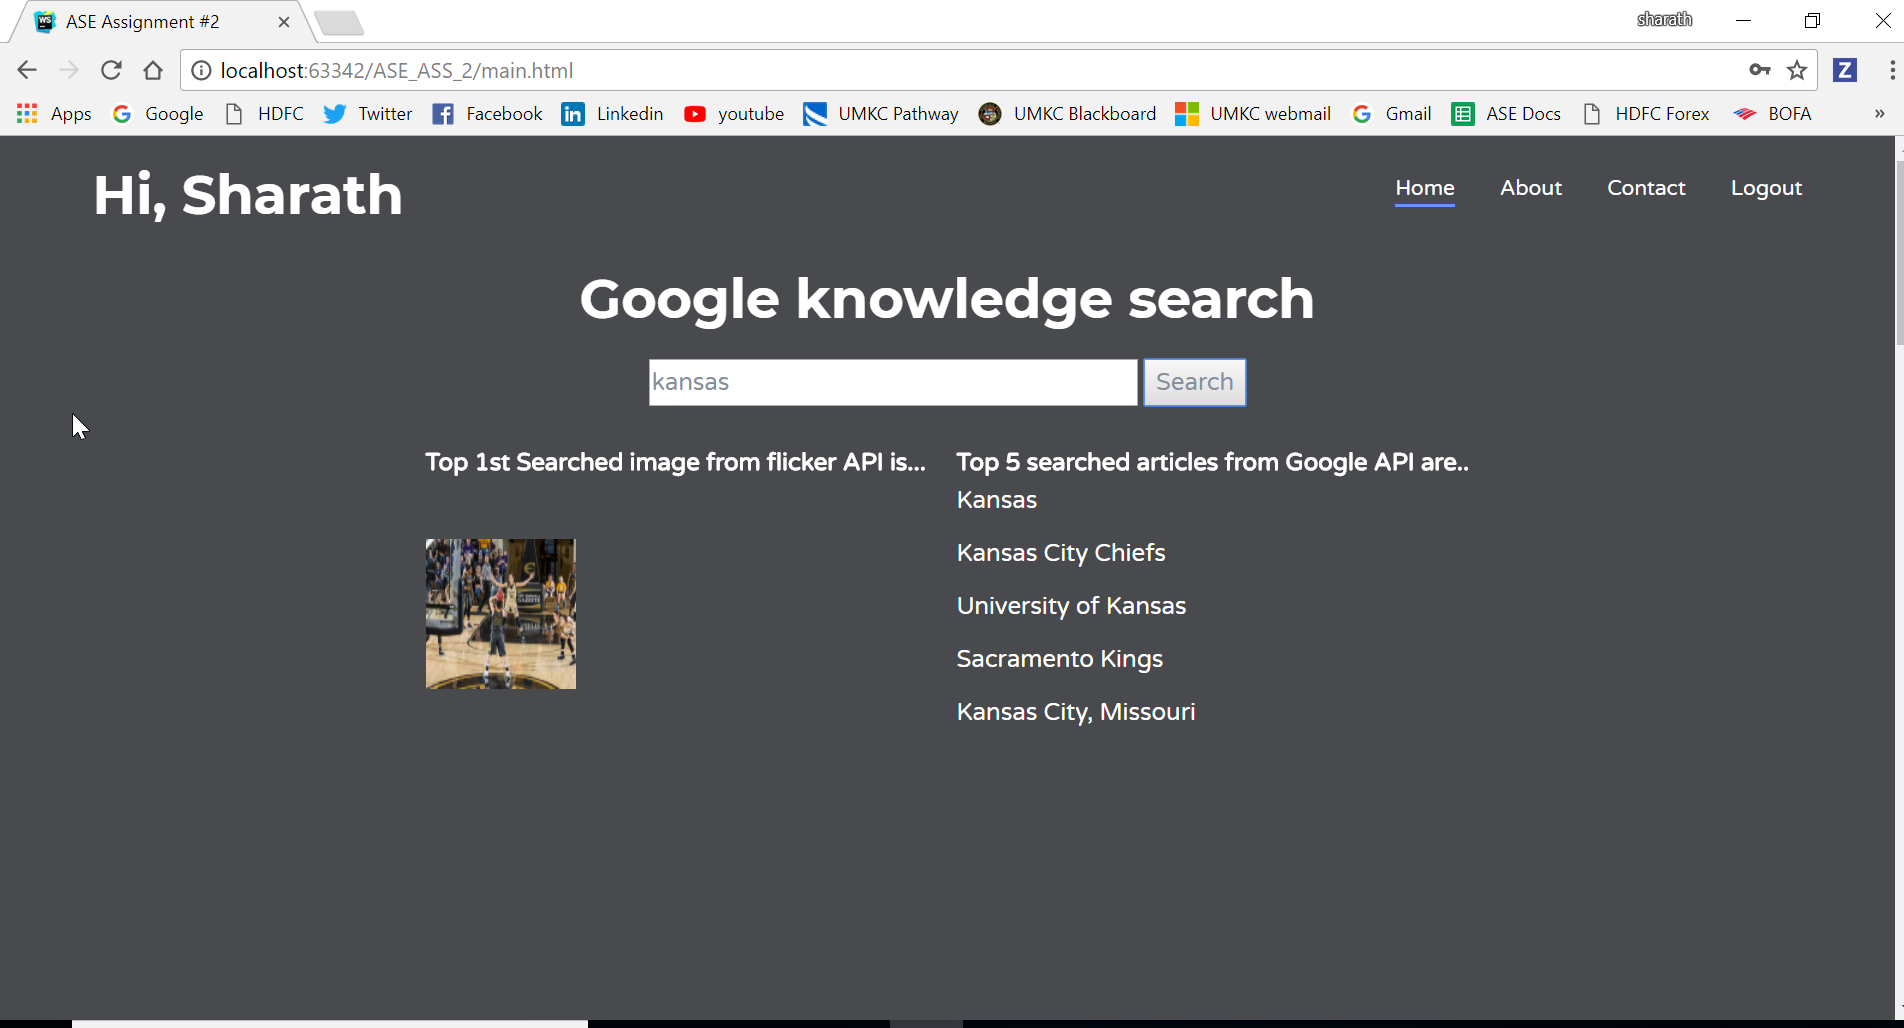 ASE Assignment #2
sharath
localhost:63342/ASE_ASS_2/main.html
Z
Apps Google HDFC Twitter Facebook Linkedin youtube UMKC Pathway UMKC Blackboard UMKC webmail Gmail ASE Docs HDFC Forex BOFA »
Hi, Sharath
Home About Contact Logout
Google knowledge search
kansas Search
Top 1st Searched image from flicker API is...
Top 5 searched articles from Google API are..
Kansas
Kansas City Chiefs
University of Kansas
Sacramento Kings
Kansas City, Missouri